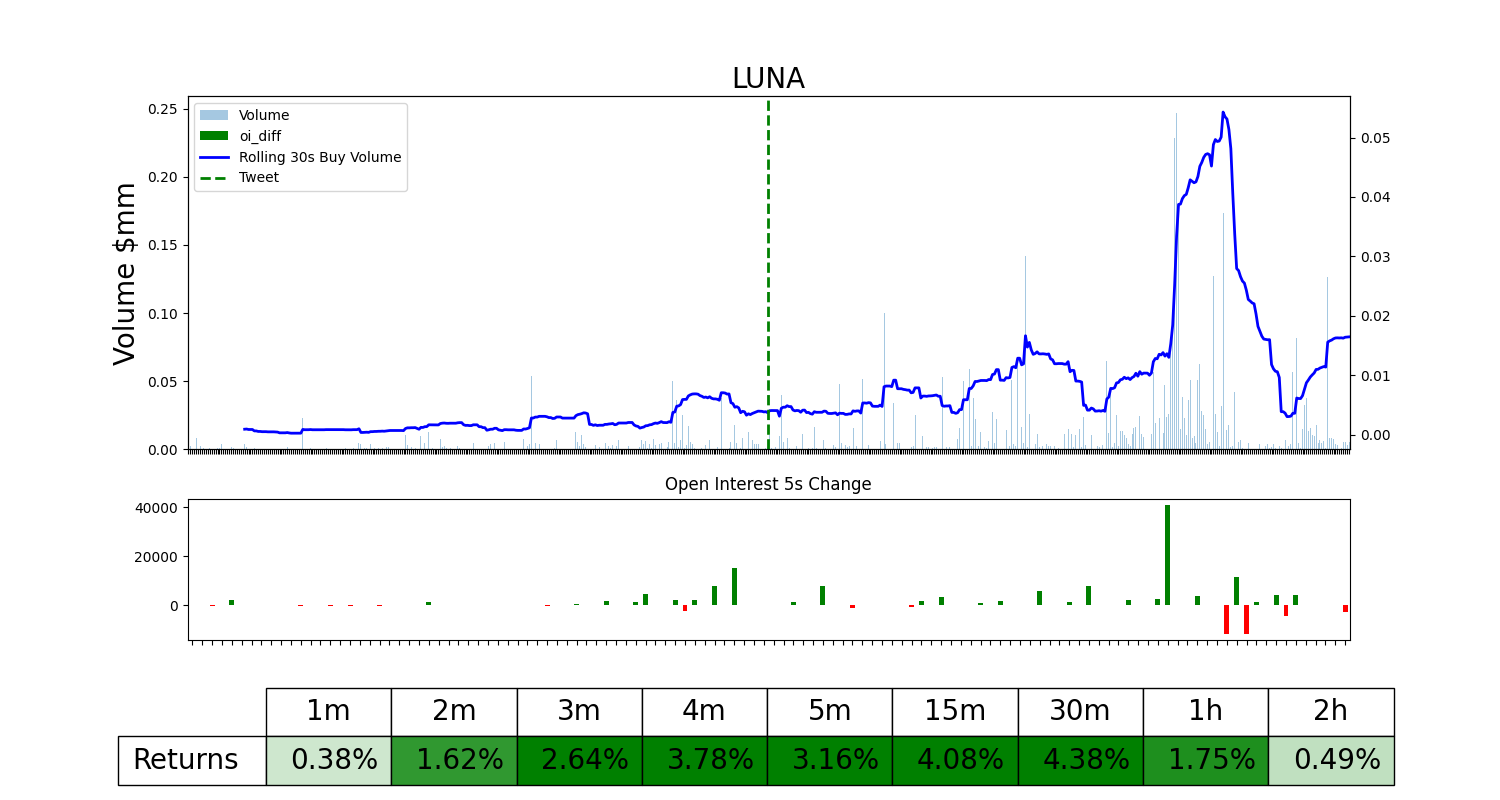 LUNA
Volume
oi_diff
Rolling 30s Buy Volume
Tweet
Volume $mm
0.25
0.20
0.15
0.10
0.05
0.00
0.05
0.04
0.03
0.02
0.01
0.00
Open Interest 5s Change
40000
20000
0
1m 2m 3m 4m 5m 15m 30m 1h 2h
Returns 0.38% 1.62% 2.64% 3.78% 3.16% 4.08% 4.38% 1.75% 0.49%